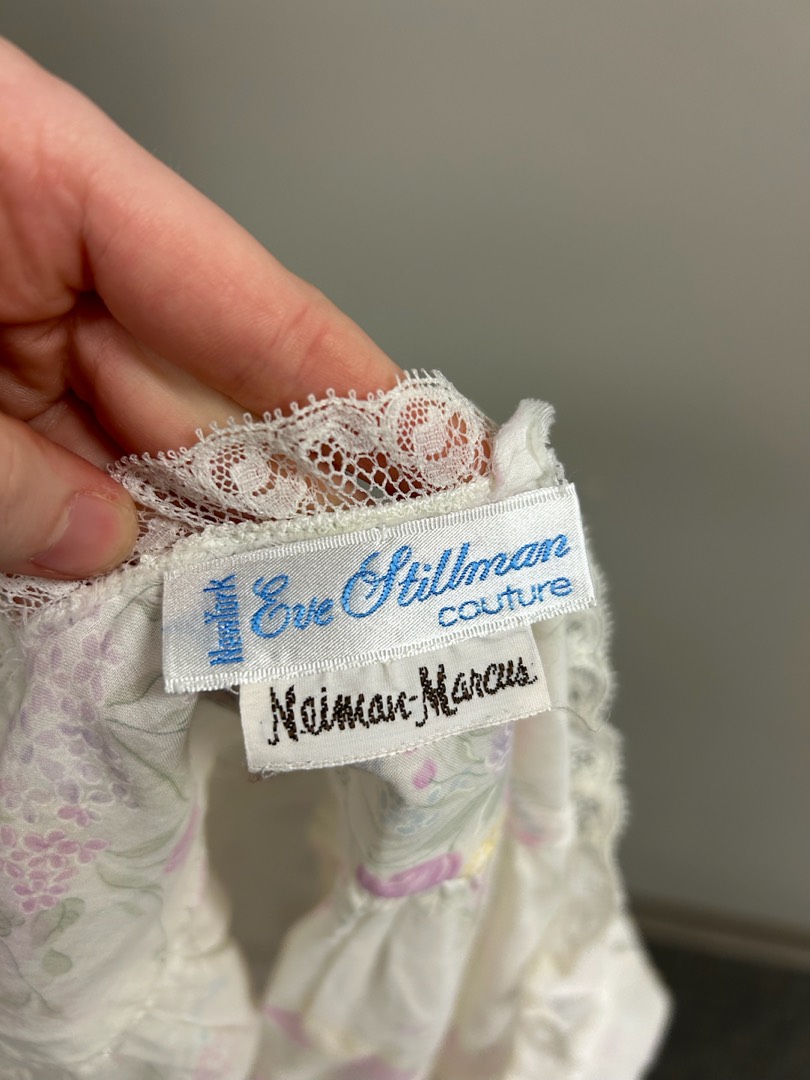 New York
Eve Stillman
couture
Neiman-Marcus